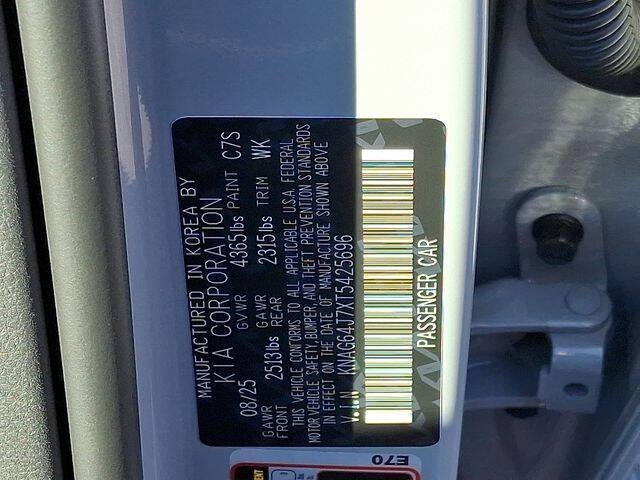 MANUFACTURED IN KOREA BY
KIA CORPORATION
08/25 GVWR 4365lbs PAINT C7S
GAWR FRONT 2513lbs GAWR REAR 2315lbs TRIM WK
THIS VEHICLE CONFORMS TO ALL APPLICABLE U.S.A. FEDERAL
MOTOR VEHICLE SAFETY, BUMPER, AND THEFT PREVENTION STANDARDS
IN EFFECT ON THE DATE OF MANUFACTURE SHOWN ABOVE
V.I.N KNAG64J7XT5425696
PASSENGER CAR
E70